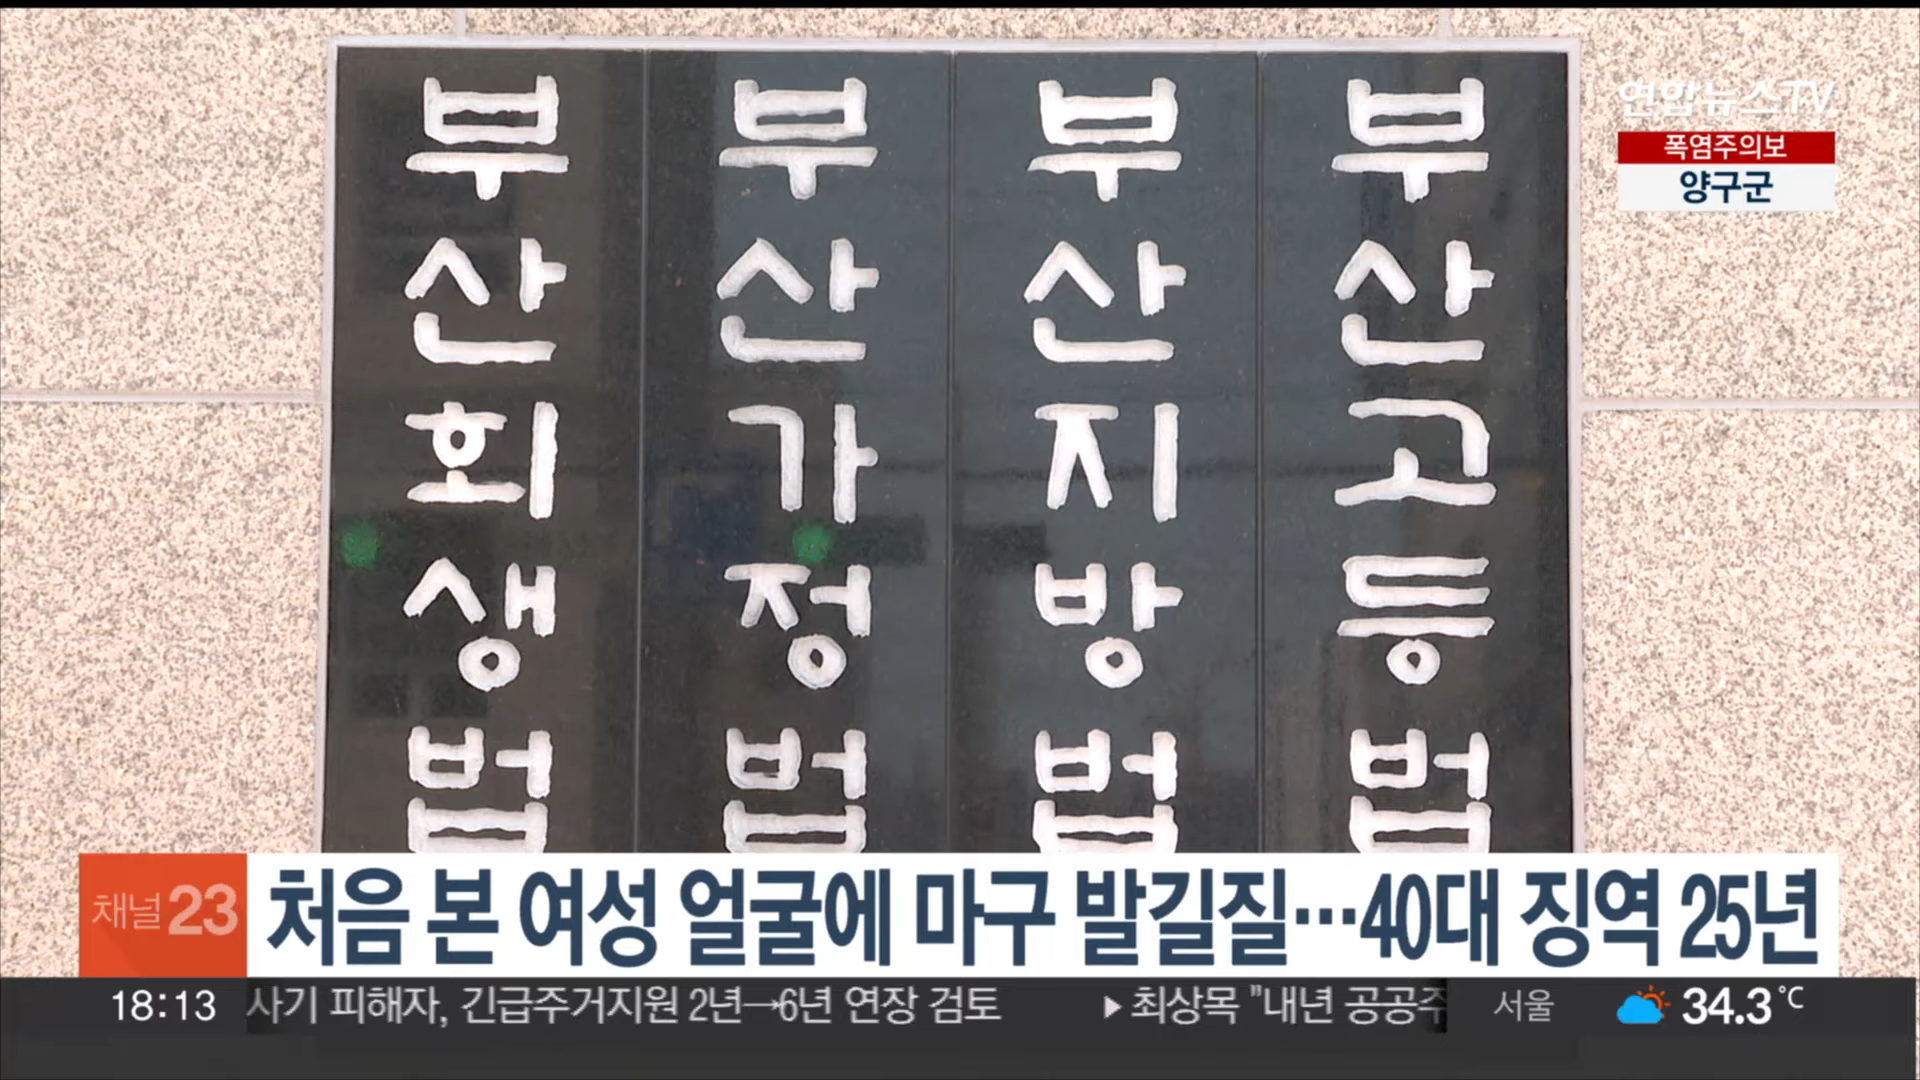 부산회생법
부산가정법
부산지방법
부산고등법
연합뉴스TV
폭염주의보
양구군
채널 23
처음 본 여성 얼굴에 마구 발길질…40대 징역 25년
18:13 사기 피해자, 긴급주거지원 2년→6년 연장 검토 ▶최상목 "내년 공공주 서울 34.3℃